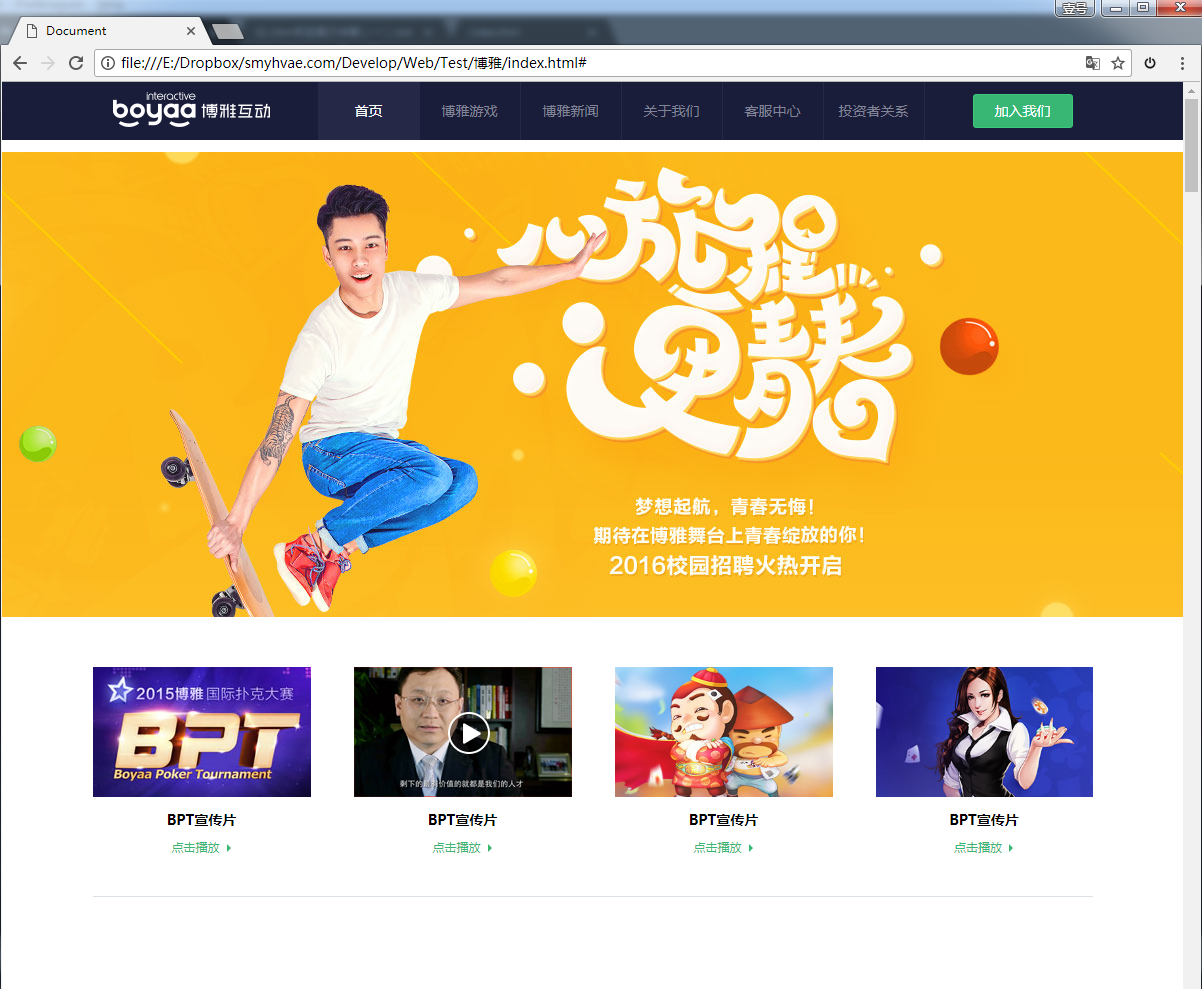 壹号
Document
file:///E:/Dropbox/smyhvae.com/Develop/Web/Test/博雅/index.html#
interactive
boyaa 博雅互动
首页
博雅游戏
博雅新闻
关于我们
客服中心
投资者关系
加入我们
心旅程
更青春
梦想起航，青春无悔！
期待在博雅舞台上青春绽放的你！
2016校园招聘火热开启
2015博雅国际扑克大赛
BPT
Boyaa Poker Tournament
剩下的最有价值的就都是我们的人才
BPT宣传片
BPT宣传片
BPT宣传片
BPT宣传片
点击播放
点击播放
点击播放
点击播放